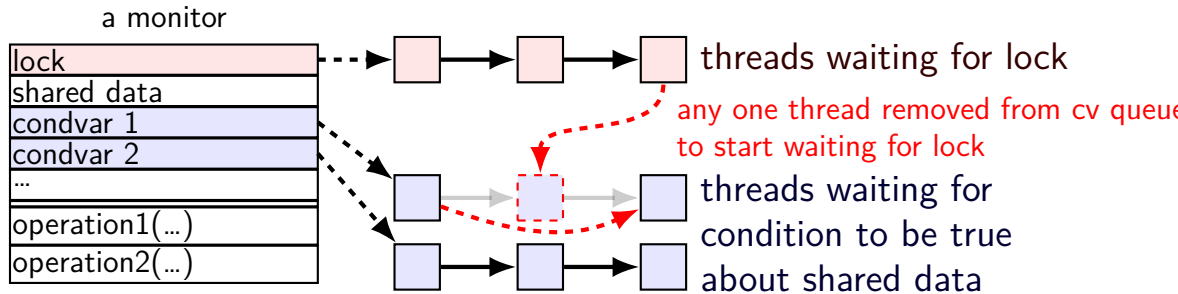 a monitor
lock
shared data
condvar 1
condvar 2
...
operation1(...)
operation2(...)
threads waiting for lock
any one thread removed from cv queue
to start waiting for lock
threads waiting for
condition to be true
about shared data